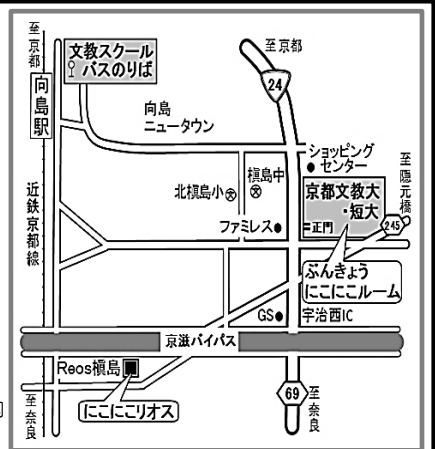 至京都
文教スクール
バスのりば
至京都
24
向島駅
向島
ニュータウン
ショッピング
センター
至隠元橋
近鉄京都線
北槇島小
槇島中
京都文教大
・短大
ファミレス
正門
245
ぶんきょう
にこにこルーム
GS
宇治西IC
京滋バイパス
Reos槇島
にこにこリオス
69
至奈良
至奈良